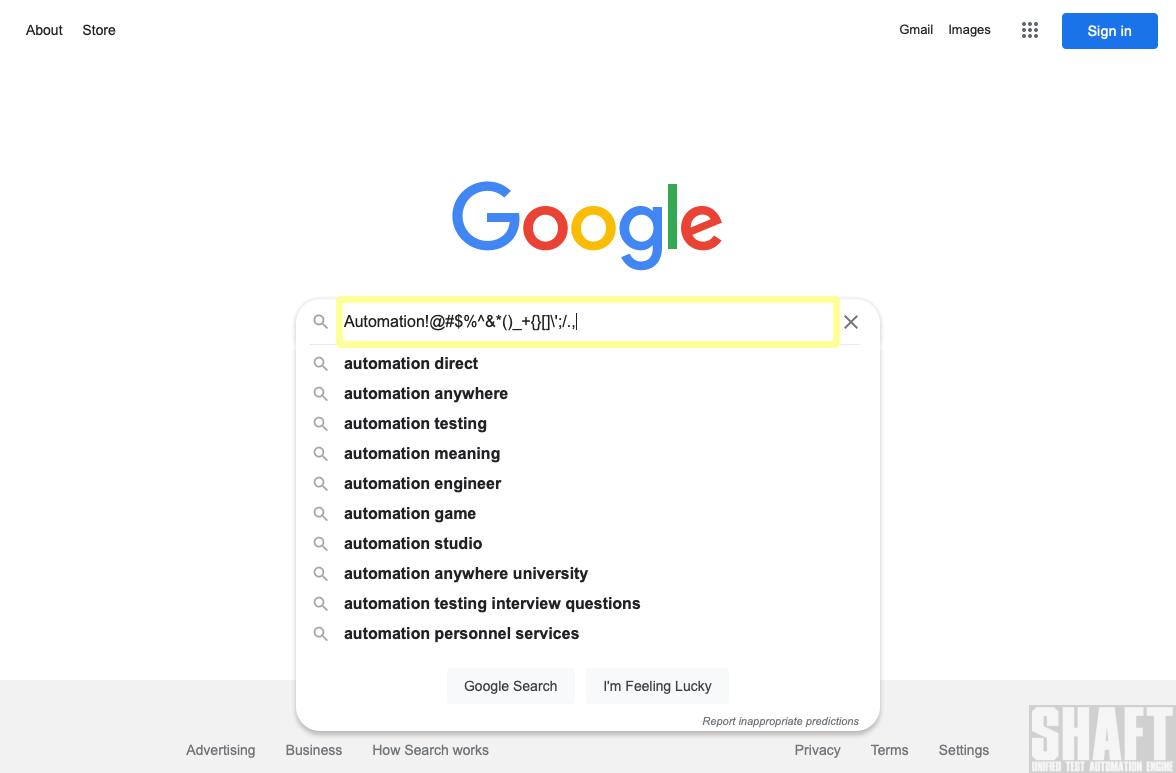 About Store Gmail Images Sign in
Google
Automation!@#$%^&*()_+{}[]\';/.,
automation direct
automation anywhere
automation testing
automation meaning
automation engineer
automation game
automation studio
automation anywhere university
automation testing interview questions
automation personnel services
Google Search I'm Feeling Lucky
Report inappropriate predictions
Advertising Business How Search works Privacy Terms Settings
SHAFT
UNIFIED TEST AUTOMATION ENGINE